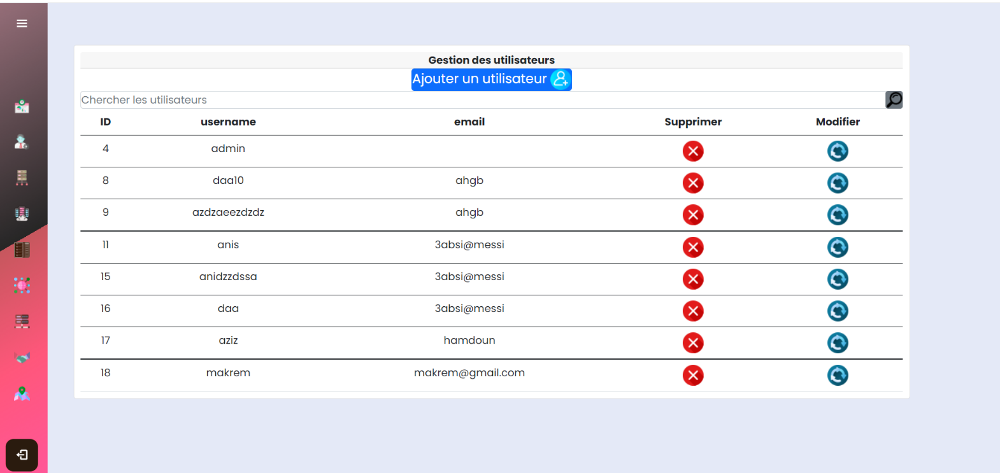 Gestion des utilisateurs
Ajouter un utilisateur
Chercher les utilisateurs
ID username email Supprimer Modifier
4 admin
8 daa10 ahgb
9 azdzaeezdzdz ahgb
11 anis 3absi@messi
15 anidzzdssa 3absi@messi
16 daa 3absi@messi
17 aziz hamdoun
18 makrem makrem@gmail.com